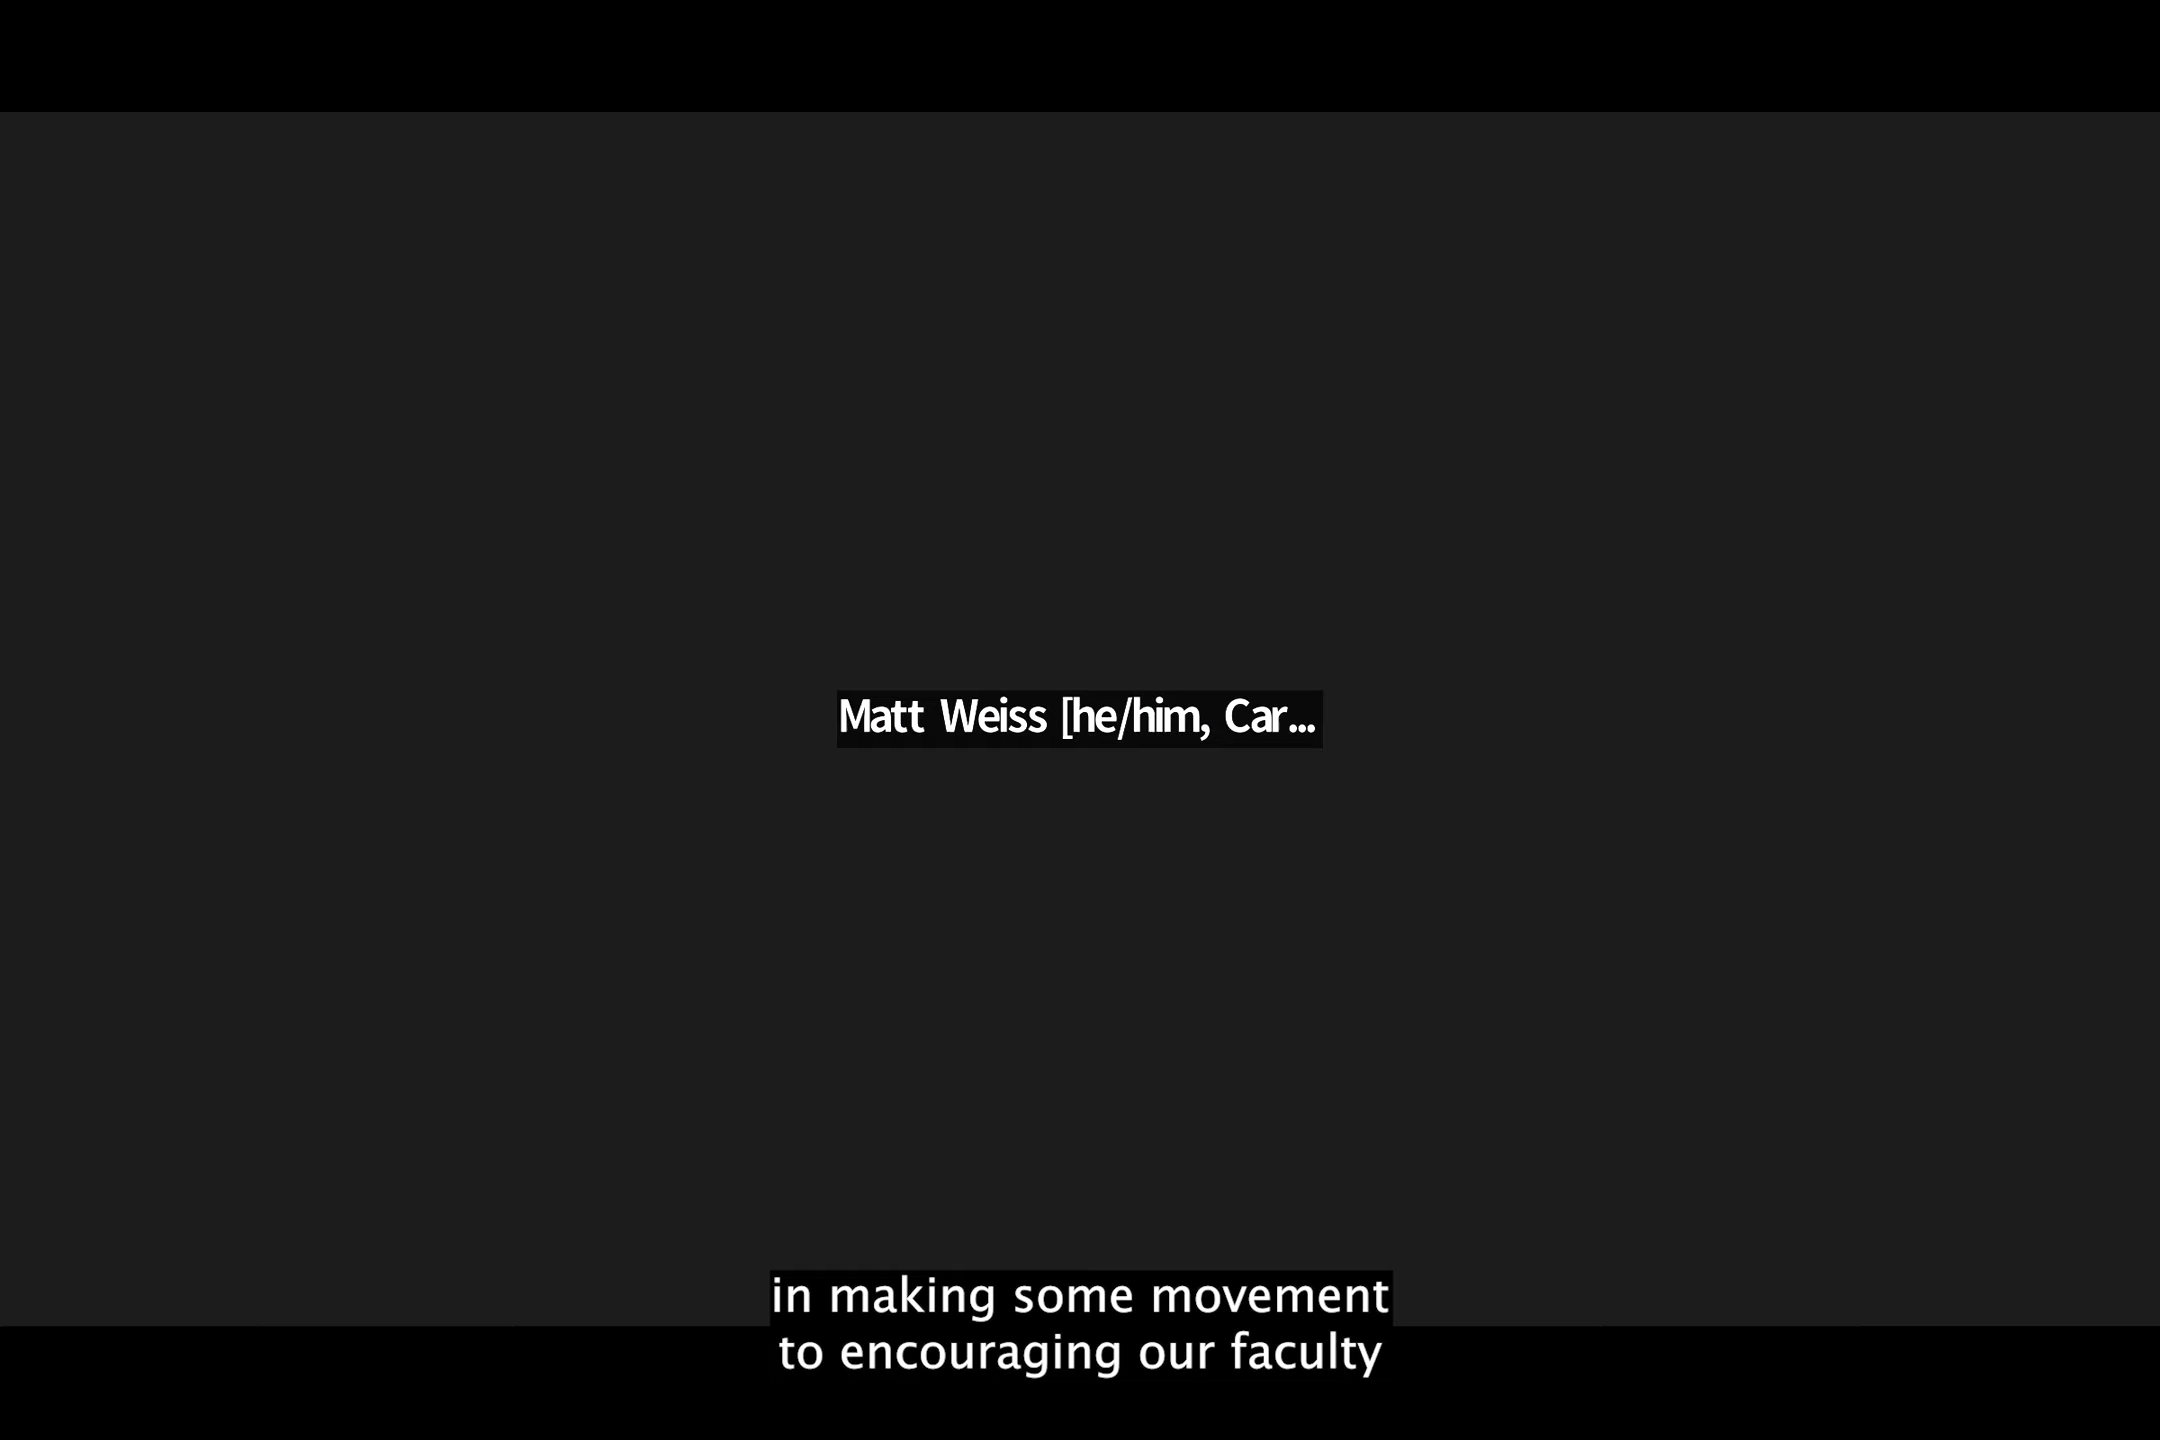 Matt Weiss [he/him, Car...
in making some movement
to encouraging our faculty